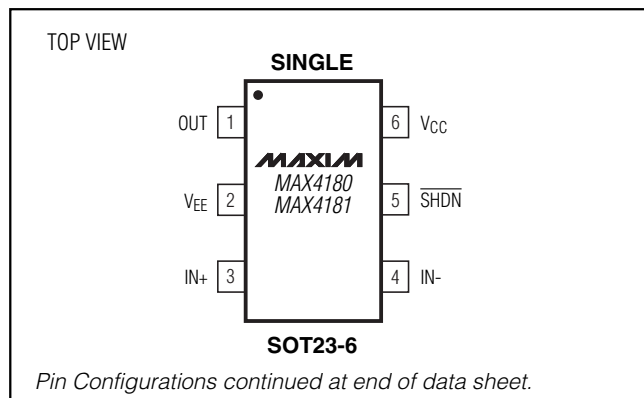 TOP VIEW
SINGLE
OUT 1
6 VCC
MAXIM
MAX4180
MAX4181
VEE 2
5 SHDN
IN+ 3
4 IN-
SOT23-6
Pin Configurations continued at end of data sheet.